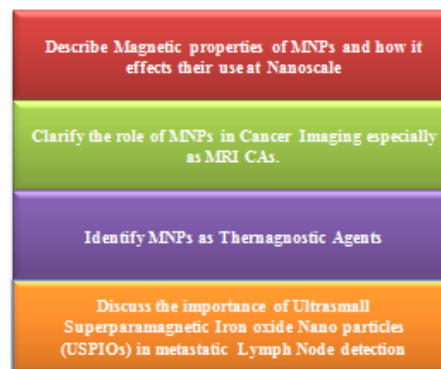 Describe Magnetic properties of MNPs and how it
effects their use at Nanoscale
Clarify the role of MNPs in Cancer Imaging especially
as MRI CAs.
Identify MNPs as Thernagnostic Agents
Discuss the importance of Ultrasmall
Superparamagnetic Iron oxide Nano particles
(USPIOs) in metastatic Lymph Node detection